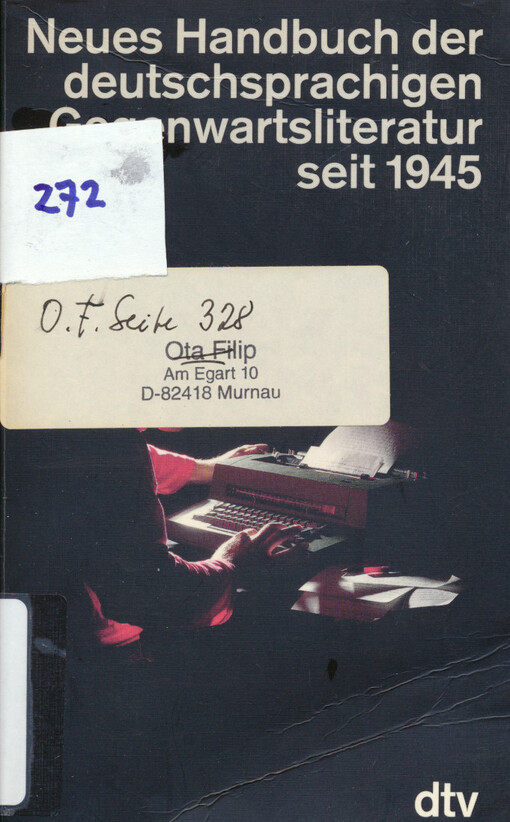 Neues Handbuch der
deutschsprachigen
Gegenwartsliteratur
seit 1945
272
O. F. Seite 328
Ota Filip
Am Egart 10
D-82418 Murnau
dtv